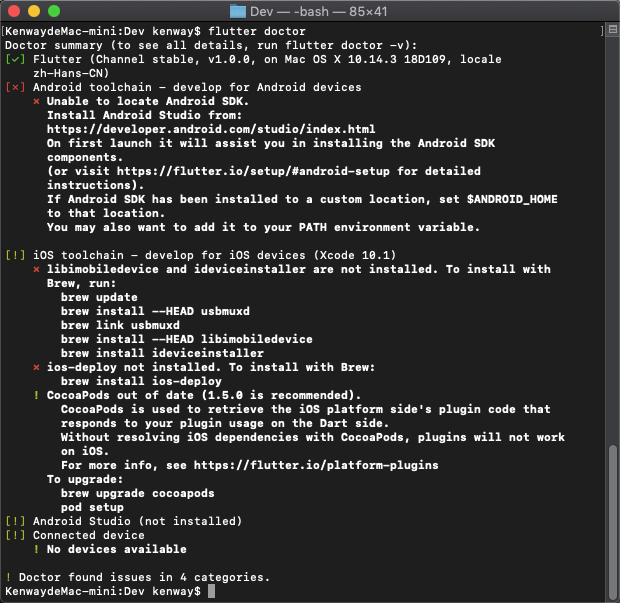 Dev — -bash — 85×41
[KenwaydeMac-mini:Dev kenway$ flutter doctor ]
Doctor summary (to see all details, run flutter doctor -v):
[✓] Flutter (Channel stable, v1.0.0, on Mac OS X 10.14.3 18D109, locale
zh-Hans-CN)
[✗] Android toolchain - develop for Android devices
✗ Unable to locate Android SDK.
Install Android Studio from:
https://developer.android.com/studio/index.html
On first launch it will assist you in installing the Android SDK
components.
(or visit https://flutter.io/setup/#android-setup for detailed
instructions).
If Android SDK has been installed to a custom location, set $ANDROID_HOME
to that location.
You may also want to add it to your PATH environment variable.
[!] iOS toolchain - develop for iOS devices (Xcode 10.1)
✗ libimobiledevice and ideviceinstaller are not installed. To install with
Brew, run:
brew update
brew install --HEAD usbmuxd
brew link usbmuxd
brew install --HEAD libimobiledevice
brew install ideviceinstaller
✗ ios-deploy not installed. To install with Brew:
brew install ios-deploy
! CocoaPods out of date (1.5.0 is recommended).
CocoaPods is used to retrieve the iOS platform side's plugin code that
responds to your plugin usage on the Dart side.
Without resolving iOS dependencies with CocoaPods, plugins will not work
on iOS.
For more info, see https://flutter.io/platform-plugins
To upgrade:
brew upgrade cocoapods
pod setup
[!] Android Studio (not installed)
[!] Connected device
! No devices available
! Doctor found issues in 4 categories.
KenwaydeMac-mini:Dev kenway$